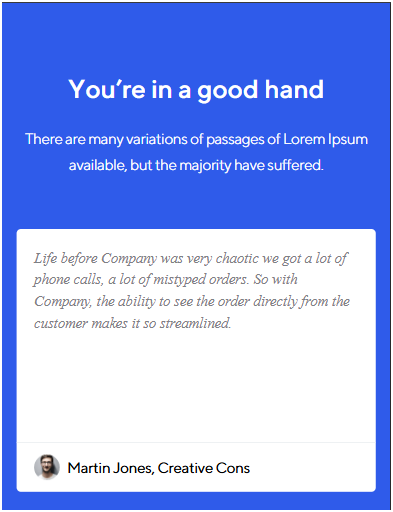 You’re in a good hand
There are many variations of passages of Lorem Ipsum
available, but the majority have suffered.
Life before Company was very chaotic we got a lot of
phone calls, a lot of mistyped orders. So with
Company, the ability to see the order directly from the
customer makes it so streamlined.
Martin Jones, Creative Cons